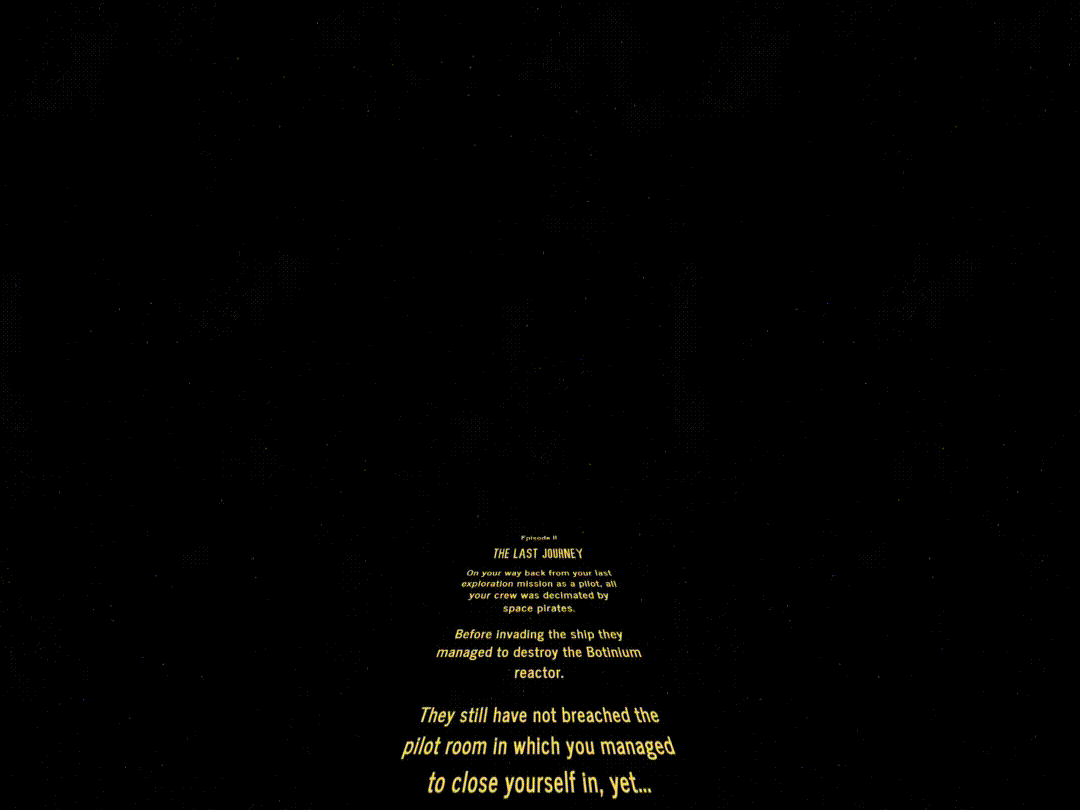 Episode II
THE LAST JOURNEY
On your way back from your last
exploration mission as a pilot, all
your crew was decimated by
space pirates.
Before invading the ship they
managed to destroy the Botinium
reactor.
They still have not breached the
pilot room in which you managed
to close yourself in, yet...